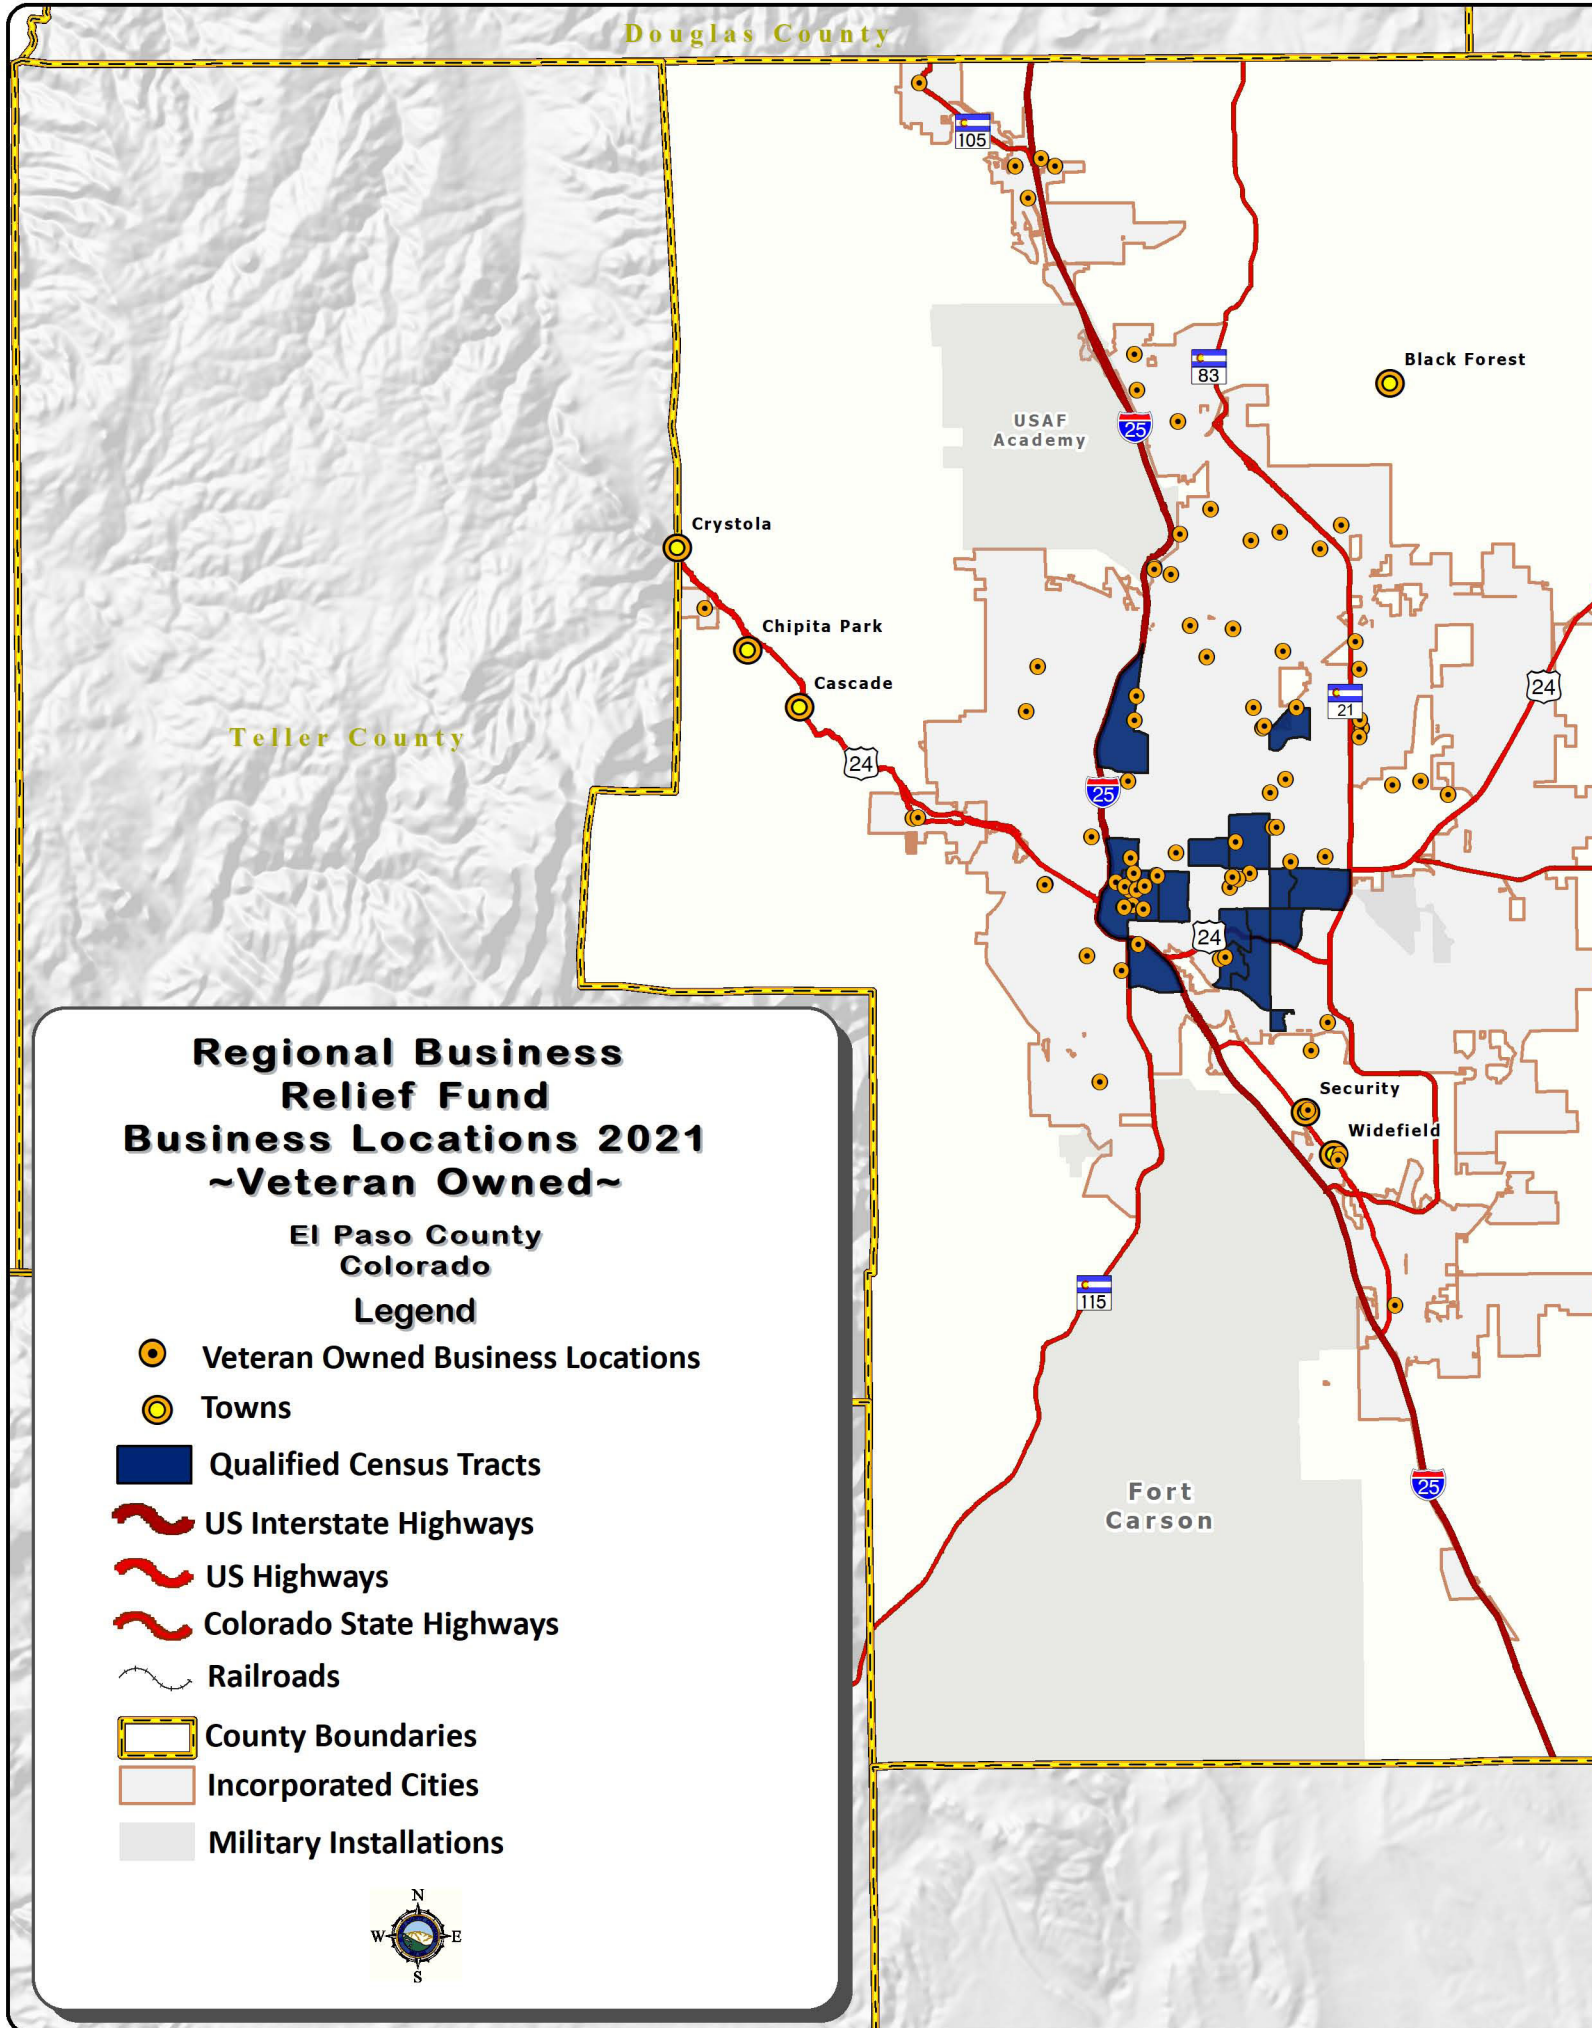 Douglas County
105
83
Black Forest
USAF
Academy
25
Crystola
Chipita Park
Cascade
24
21
Teller County
24
25
24
Regional Business
Relief Fund
Business Locations 2021
~Veteran Owned~
El Paso County
Colorado
Legend
Veteran Owned Business Locations
Towns
Qualified Census Tracts
US Interstate Highways
US Highways
Colorado State Highways
Railroads
County Boundaries
Incorporated Cities
Military Installations
N
W
E
S
Security
Widefield
115
25
Fort
Carson